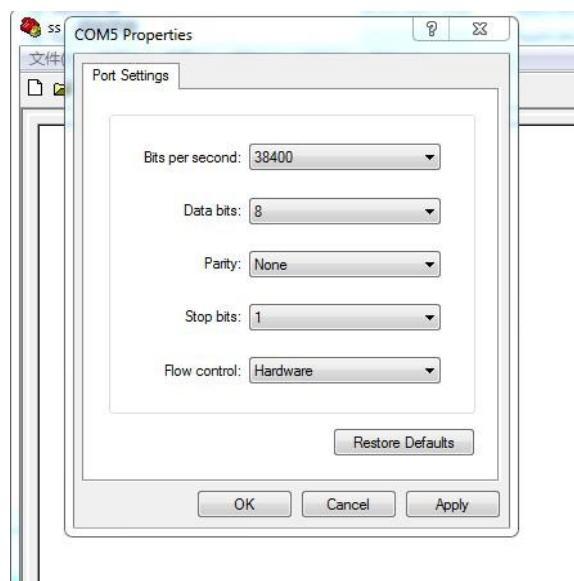 ss
COM5 Properties
文件(
Port Settings
Bits per second: 38400
Data bits: 8
Parity: None
Stop bits: 1
Flow control: Hardware
Restore Defaults
OK Cancel Apply